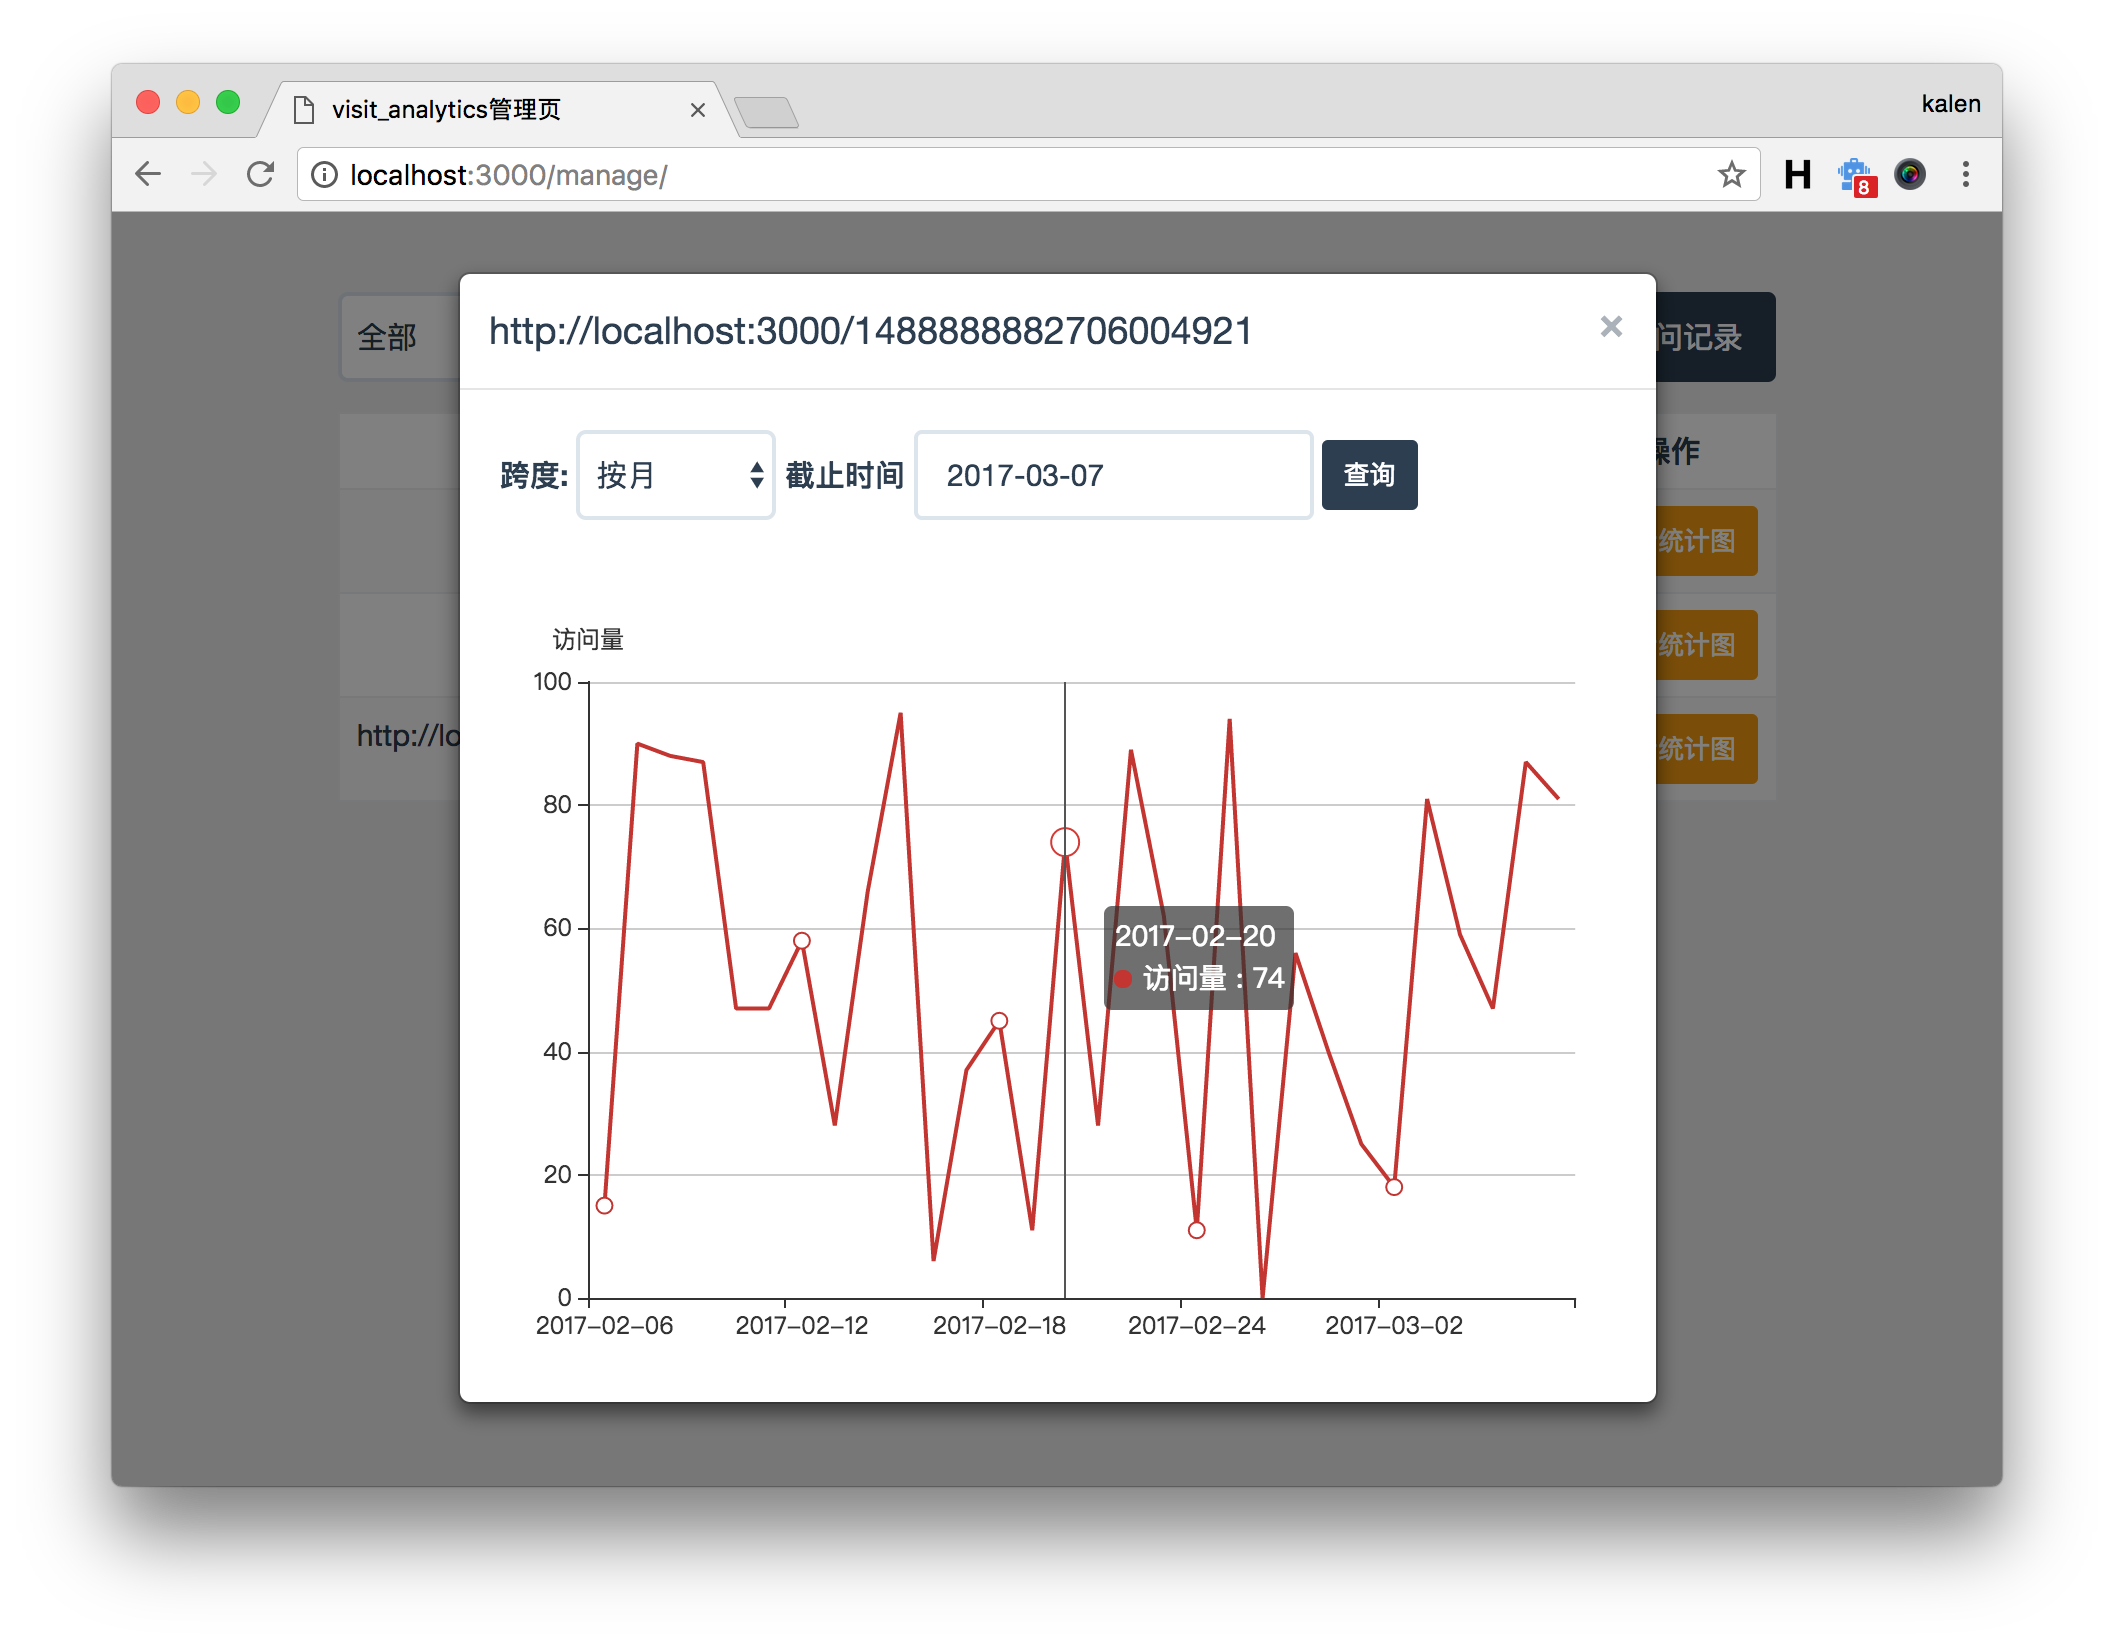 visit_analytics管理页
kalen
localhost:3000/manage/
H
8
全部
http://localhost:3000/1488888882706004921
问记录
跨度:
按月
截止时间
2017-03-07
查询
操作
统计图
统计图
http://lo
统计图
访问量
100
80
60
40
20
0
2017-02-20
访问量 : 74
2017-02-06
2017-02-12
2017-02-18
2017-02-24
2017-03-02